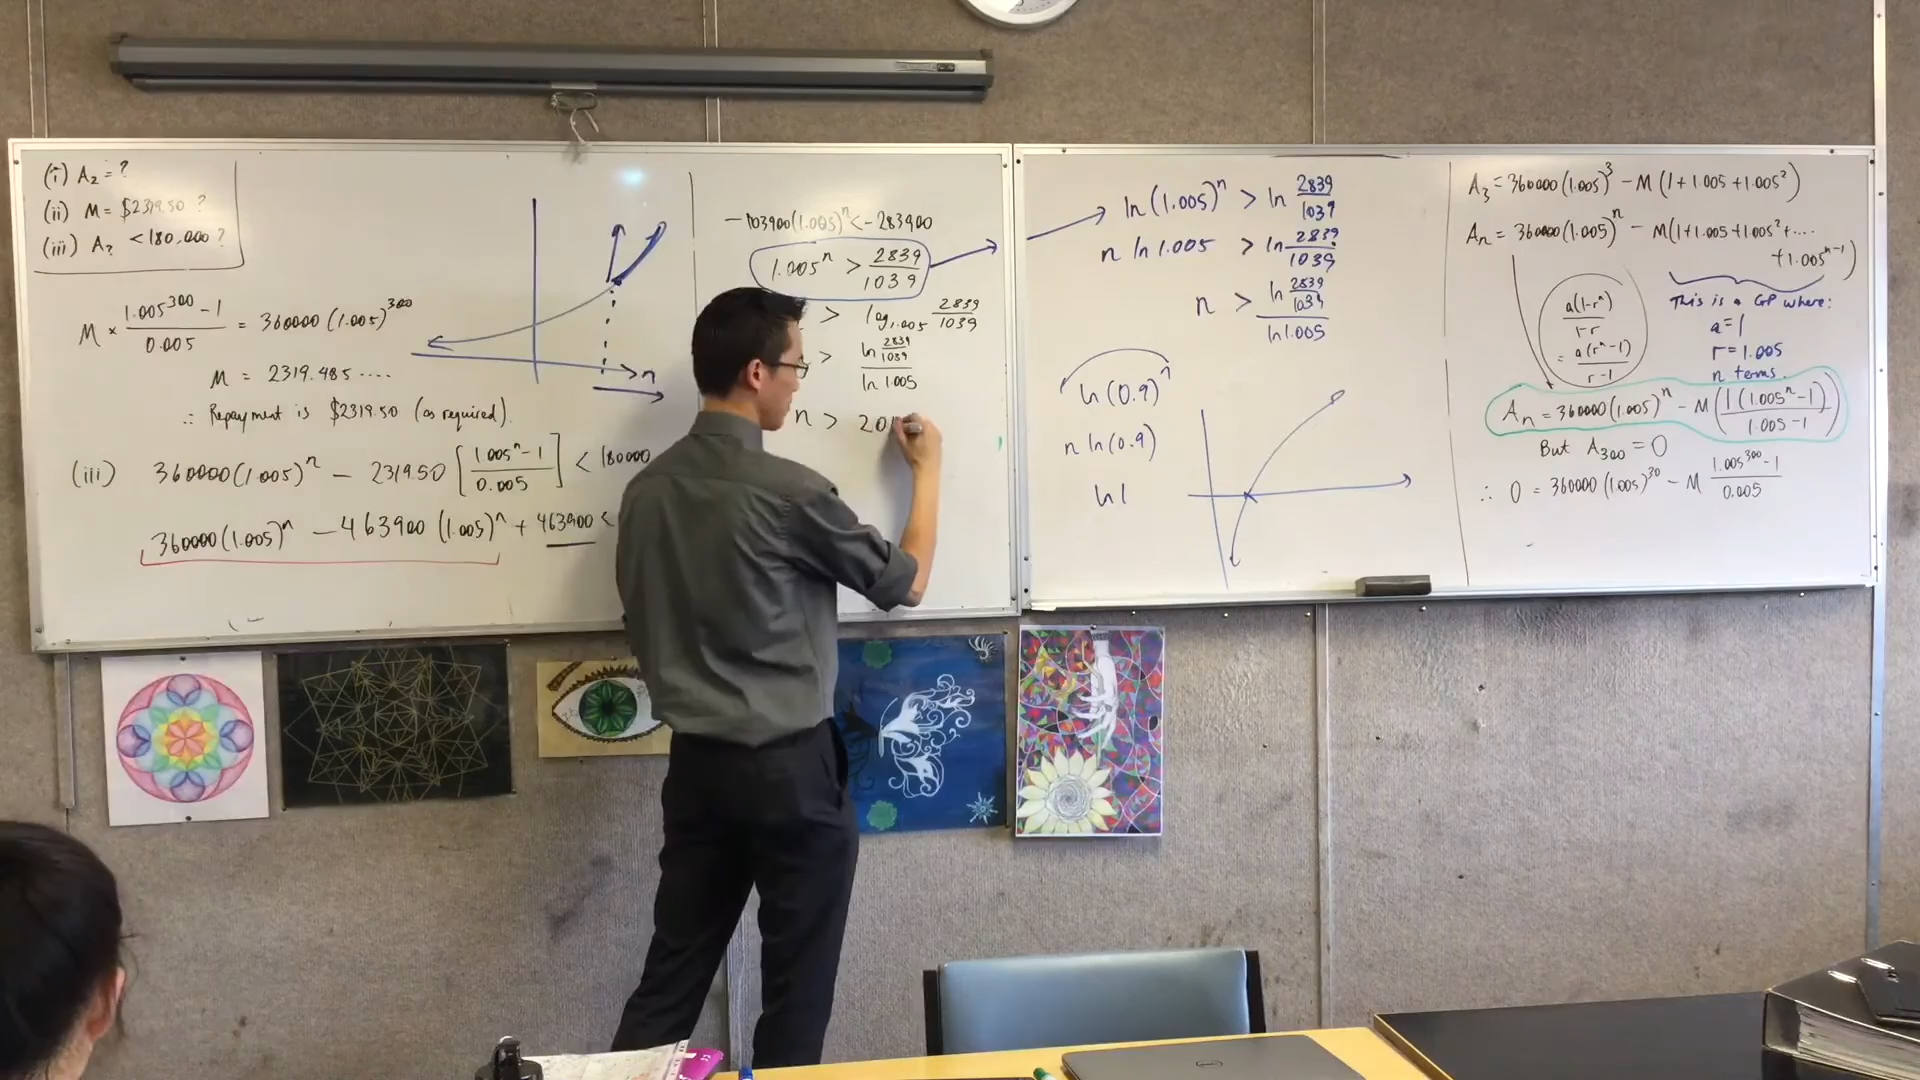 (i) A₂ = ?
(ii) M = $2319.50 ?
(iii) A? < 180,000 ?
M × (1.005³⁰⁰ - 1)/0.005 = 360000 (1.005)³⁰⁰
M = 2319.485 ....
∴ Repayment is $2319.50 (as required).
(iii) 360000(1.005)ⁿ - 2319.50 [(1.005ⁿ - 1)/0.005] < 180000
360000(1.005)ⁿ - 463900 (1.005)ⁿ + 463900 <
n
-103900(1.005)ⁿ < -283900
1.005ⁿ > 2839/1039
> log₁.₀₀₅ 2839/1039
> ln 2839/1039 / ln 1.005
n > 20
ln(1.005)ⁿ > ln 2839/1039
n ln 1.005 > ln 2839/1039
n > ln 2839/1039 / ln 1.005
ln(0.9)ⁿ
n ln(0.9)
ln 1
A₃ = 360000(1.005)³ - M(1 + 1.005 + 1.005²)
Aₙ = 360000(1.005)ⁿ - M(1 + 1.005 + 1.005² + ....
+ 1.005ⁿ⁻¹)
a(1-rⁿ)/1-r
= a(rⁿ-1)/r-1
This is a GP where:
a = 1
r = 1.005
n terms.
Aₙ = 360000(1.005)ⁿ - M(1(1.005ⁿ - 1)/1.005 - 1)
But A₃₀₀ = 0
∴ 0 = 360000 (1.005)³⁰ - M (1.005³⁰⁰ - 1)/0.005